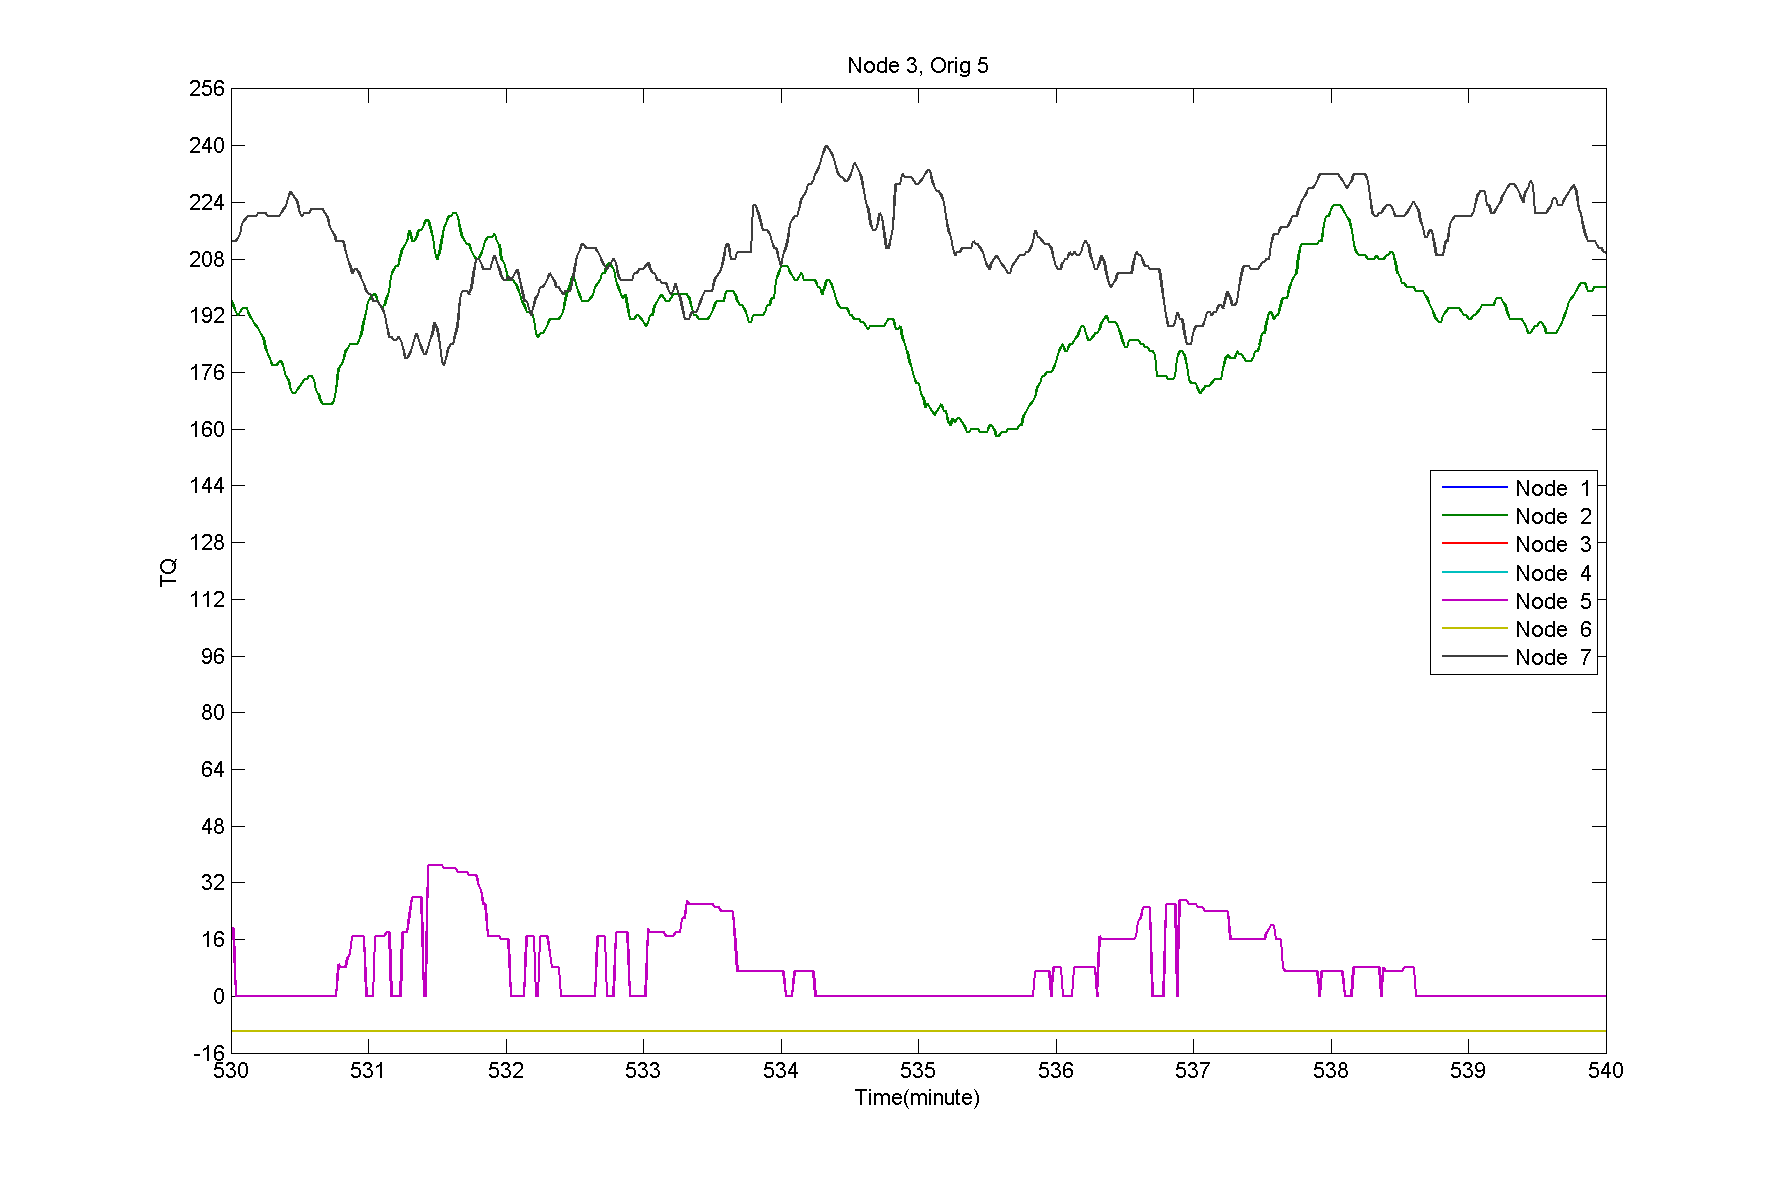 Node 3, Orig 5
256
240
224
208
192
176
160
144
128
112
96
80
64
48
32
16
0
-16
TQ
Node 1
Node 2
Node 3
Node 4
Node 5
Node 6
Node 7
530 531 532 533 534 535 536 537 538 539 540
Time(minute)